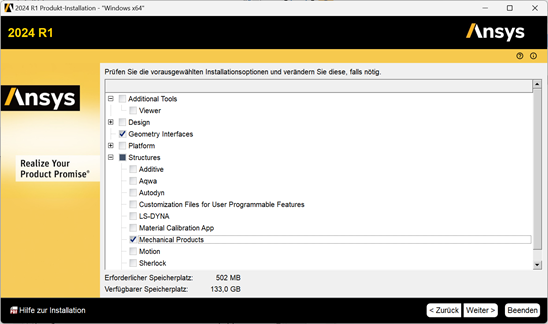 2024 R1 Produkt-Installation - "Windows x64"
2024 R1
Ansys
Prüfen Sie die vorausgewählten Installationsoptionen und verändern Sie diese, falls nötig.
Ansys
Realize Your
Product Promise®
Additional Tools
Viewer
Design
Geometry Interfaces
Platform
Structures
Additive
Aqwa
Autodyn
Customization Files for User Programmable Features
LS-DYNA
Material Calibration App
Mechanical Products
Motion
Sherlock
Erforderlicher Speicherplatz: 502 MB
Verfügbarer Speicherplatz: 133,0 GB
Hilfe zur Installation
< Zurück
Weiter >
Beenden